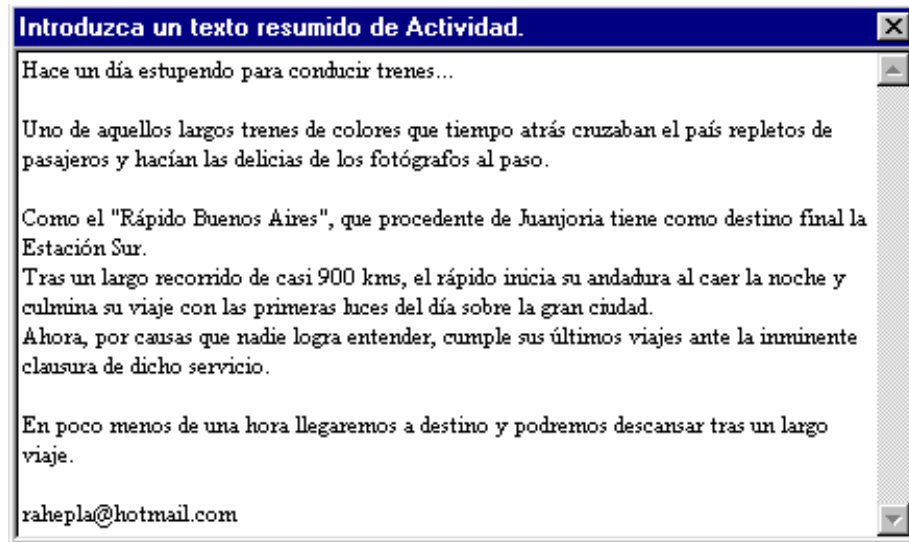 Introduzca un texto resumido de Actividad.
Hace un día estupendo para conducir trenes...
Uno de aquellos largos trenes de colores que tiempo atrás cruzaban el país repletos de
pasajeros y hacían las delicias de los fotógrafos al paso.
Como el "Rápido Buenos Aires", que procedente de Juanjoria tiene como destino final la
Estación Sur.
Tras un largo recorrido de casi 900 kms, el rápido inicia su andadura al caer la noche y
culmina su viaje con las primeras luces del día sobre la gran ciudad.
Ahora, por causas que nadie logra entender, cumple sus últimos viajes ante la inminente
clausura de dicho servicio.
En poco menos de una hora llegaremos a destino y podremos descansar tras un largo
viaje.
rahepla@hotmail.com